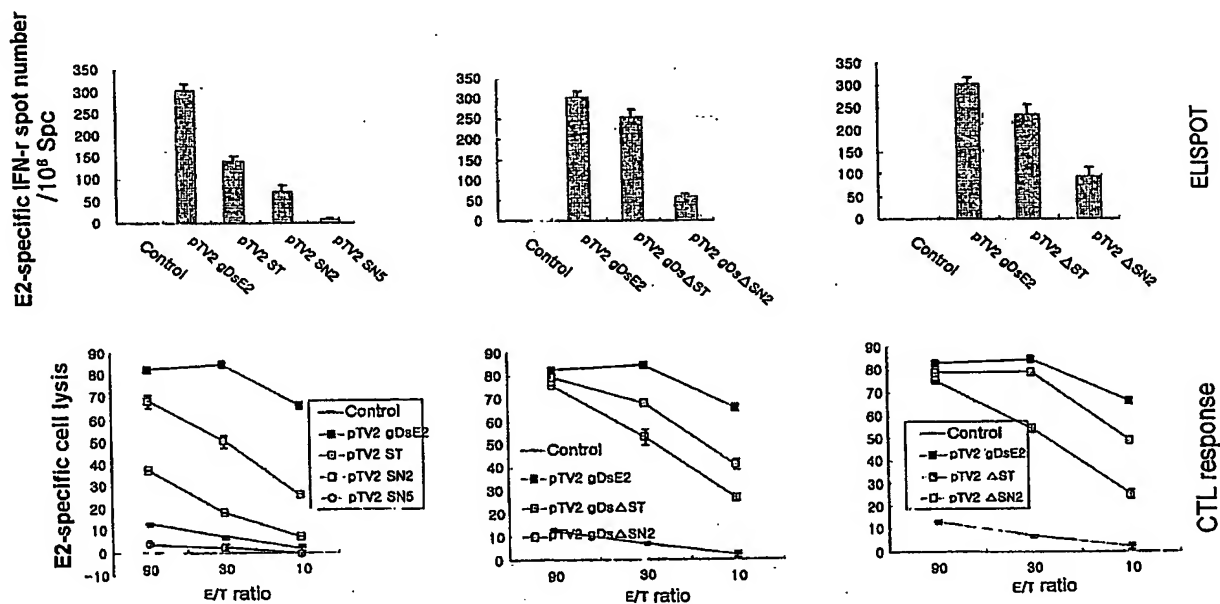 E2-specific IFN-r spot number
/10⁶ Spc
350
300
250
200
150
100
50
0
Control
pTV2 gDsE2
pTV2 ST
pTV2 SN2
pTV2 SN5
350
300
250
200
150
100
50
0
Control
pTV2 gDsE2
pTV2 gDsΔST
pTV2 gDsΔSN2
350
300
250
200
150
100
50
0
Control
pTV2 gDsE2
pTV2 ΔST
pTV2 ΔSN2
ELISPOT
E2-specific cell lysis
90
80
70
60
50
40
30
20
10
0
-10
Control
pTV2 gDsE2
pTV2 ST
pTV2 SN2
pTV2 SN5
90
30
10
E/T ratio
90
80
70
60
50
40
30
20
10
0
Control
pTV2 gDsE2
pTV2 gDsΔST
pTV2 gDsΔSN2
90
30
10
E/T ratio
90
80
70
60
50
40
30
20
10
0
Control
pTV2 gDsE2
pTV2 ΔST
pTV2 ΔSN2
90
30
10
E/T ratio
CTL response